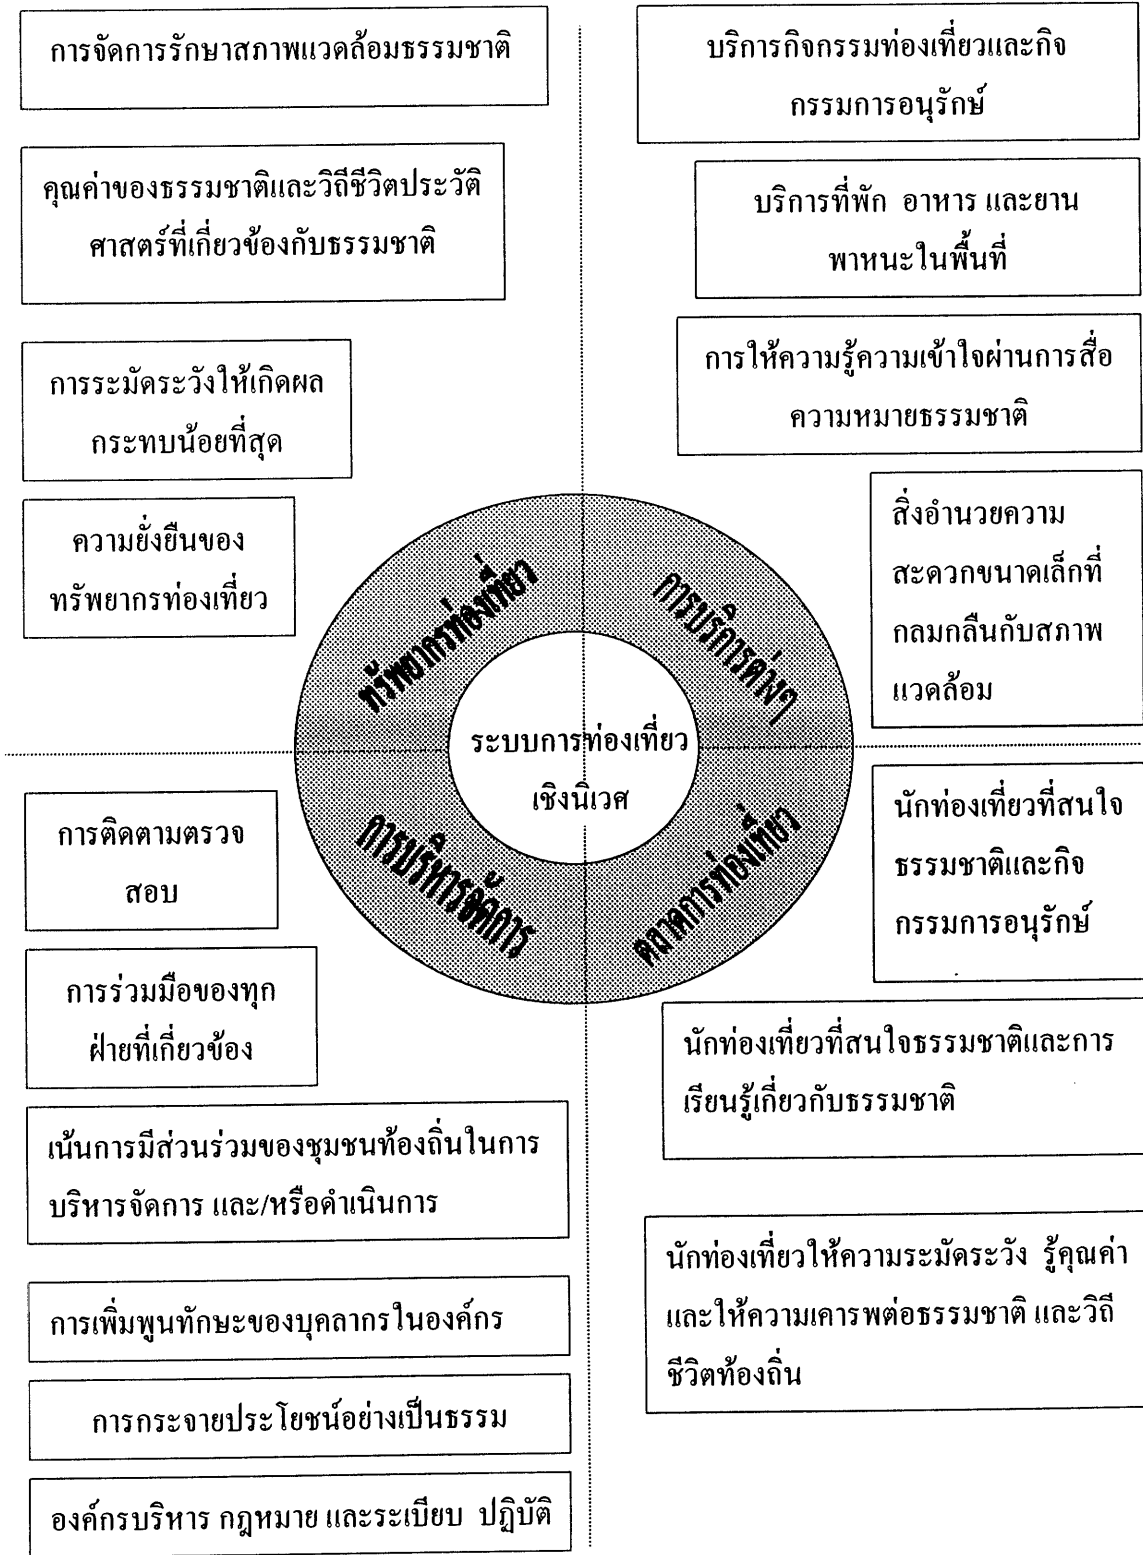 การจัดการรักษาสภาพแวดล้อมธรรมชาติ
คุณค่าของธรรมชาติและวิถีชีวิตประวัติ
ศาสตร์ที่เกี่ยวข้องกับธรรมชาติ
การระมัดระวังให้เกิดผล
กระทบน้อยที่สุด
ความยั่งยืนของ
ทรัพยากรท่องเที่ยว
บริการกิจกรรมท่องเที่ยวและกิจ
กรรมการอนุรักษ์
บริการที่พัก อาหาร และยาน
พาหนะในพื้นที่
การให้ความรู้ความเข้าใจผ่านการสื่อ
ความหมายธรรมชาติ
สิ่งอำนวยความ
สะดวกขนาดเล็กที่
กลมกลืนกับสภาพ
แวดล้อม
ทรัพยากรท่องเที่ยว
การบริการต่างๆ
ระบบการท่องเที่ยว
เชิงนิเวศ
การบริหารจัดการ
ตลาดการท่องเที่ยว
การติดตามตรวจ
สอบ
การร่วมมือของทุก
ฝ่ายที่เกี่ยวข้อง
เน้นการมีส่วนร่วมของชุมชนท้องถิ่นในการ
บริหารจัดการ และ/หรือดำเนินการ
การเพิ่มพูนทักษะของบุคลากรในองค์กร
การกระจายประโยชน์อย่างเป็นธรรม
องค์กรบริหาร กฎหมาย และระเบียบ ปฏิบัติ
นักท่องเที่ยวที่สนใจ
ธรรมชาติและกิจ
กรรมการอนุรักษ์
นักท่องเที่ยวที่สนใจธรรมชาติและการ
เรียนรู้เกี่ยวกับธรรมชาติ
นักท่องเที่ยวให้ความระมัดระวัง รู้คุณค่า
และให้ความเคารพต่อธรรมชาติ และวิถี
ชีวิตท้องถิ่น